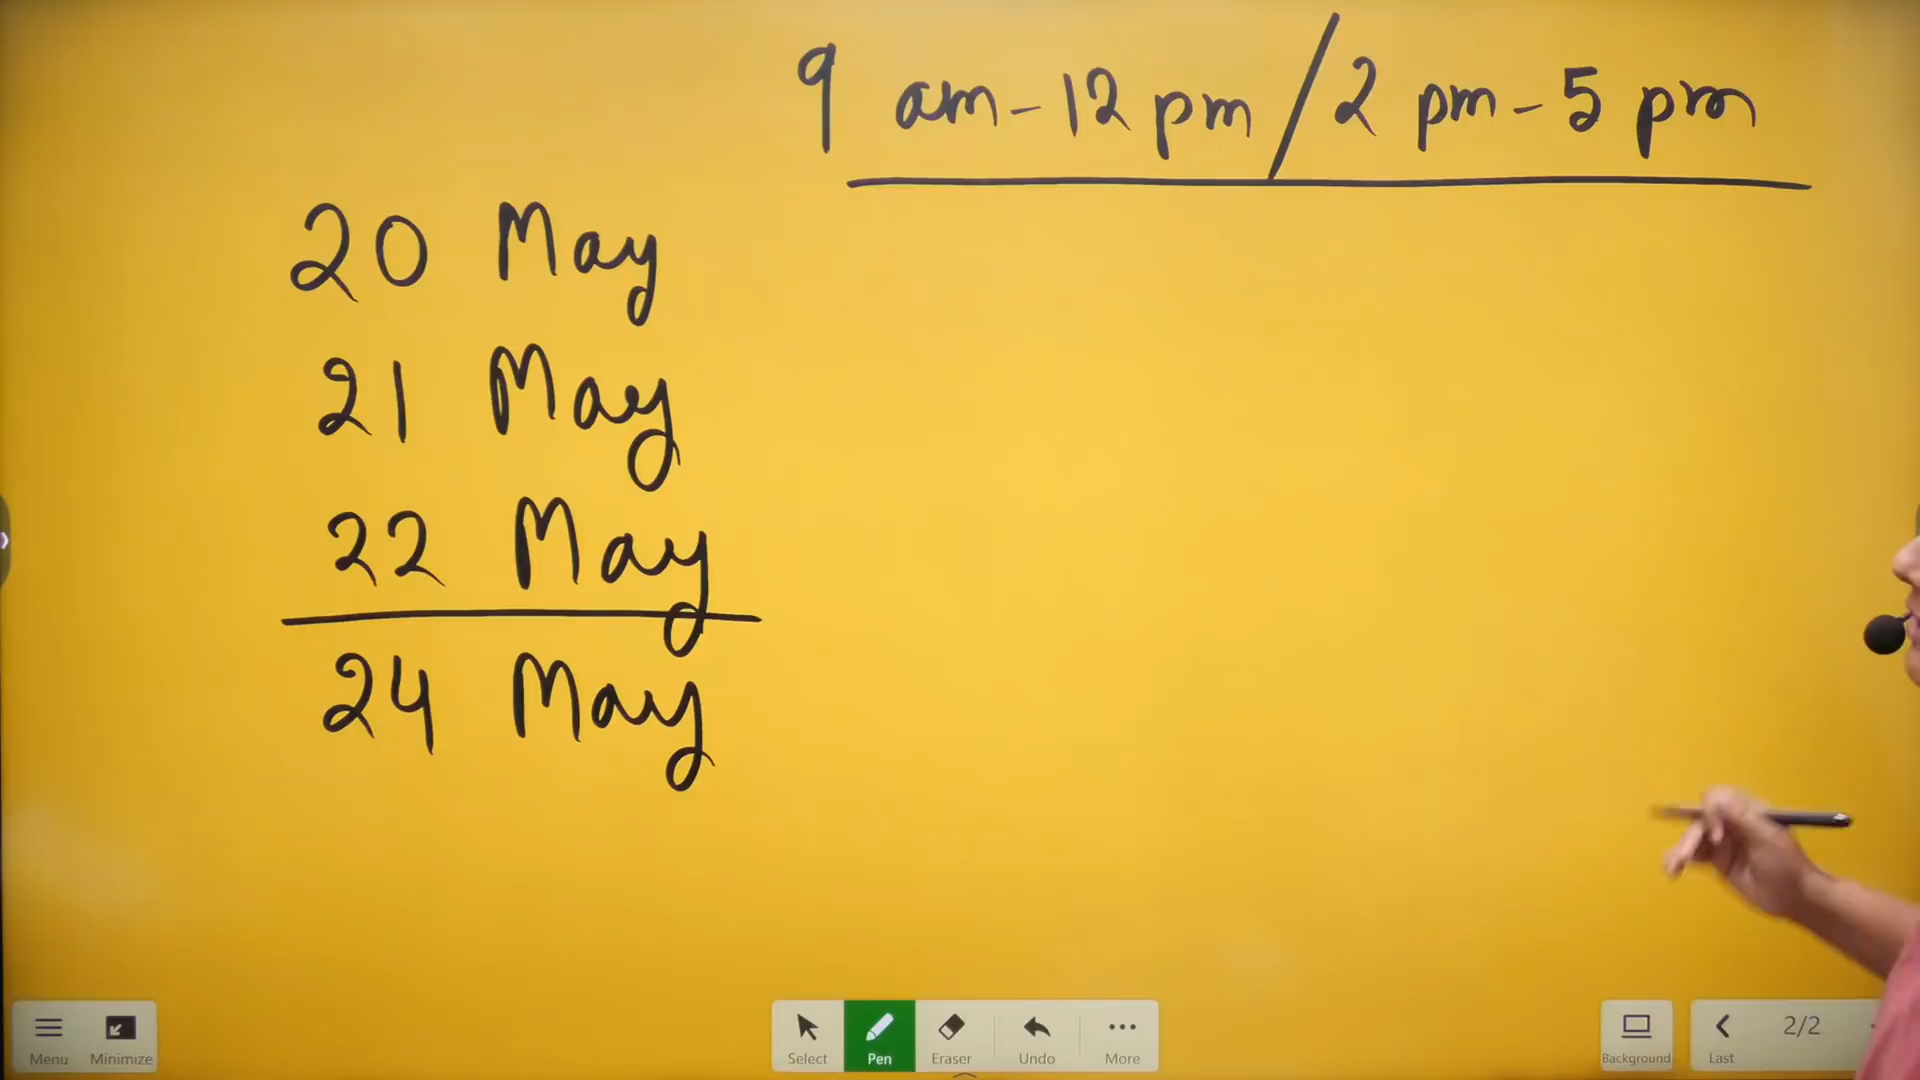 9 am - 12 pm / 2 pm - 5 pm
20 May
21 May
22 May
24 May
Menu
Minimize
Select
Pen
Eraser
Undo
More
Background
Last
2/2